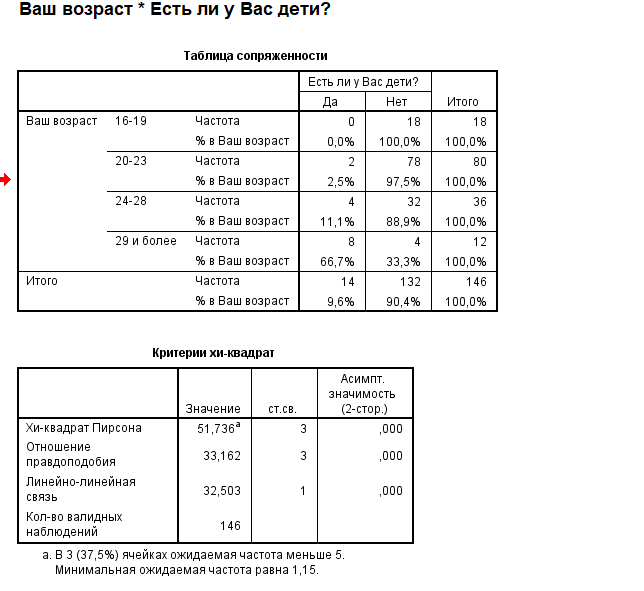 Ваш возраст * Есть ли у Вас дети?
Таблица сопряженности
Есть ли у Вас дети?
Да Нет Итого
Ваш возраст 16-19 Частота 0 18 18
% в Ваш возраст 0,0% 100,0% 100,0%
20-23 Частота 2 78 80
% в Ваш возраст 2,5% 97,5% 100,0%
24-28 Частота 4 32 36
% в Ваш возраст 11,1% 88,9% 100,0%
29 и более Частота 8 4 12
% в Ваш возраст 66,7% 33,3% 100,0%
Итого Частота 14 132 146
% в Ваш возраст 9,6% 90,4% 100,0%
Критерии хи-квадрат
Значение ст.св. Асимпт.
значимость
(2-стор.)
Хи-квадрат Пирсона 51,736a 3 ,000
Отношение
правдоподобия 33,162 3 ,000
Линейно-линейная
связь 32,503 1 ,000
Кол-во валидных
наблюдений 146
a. В 3 (37,5%) ячейках ожидаемая частота меньше 5.
Минимальная ожидаемая частота равна 1,15.